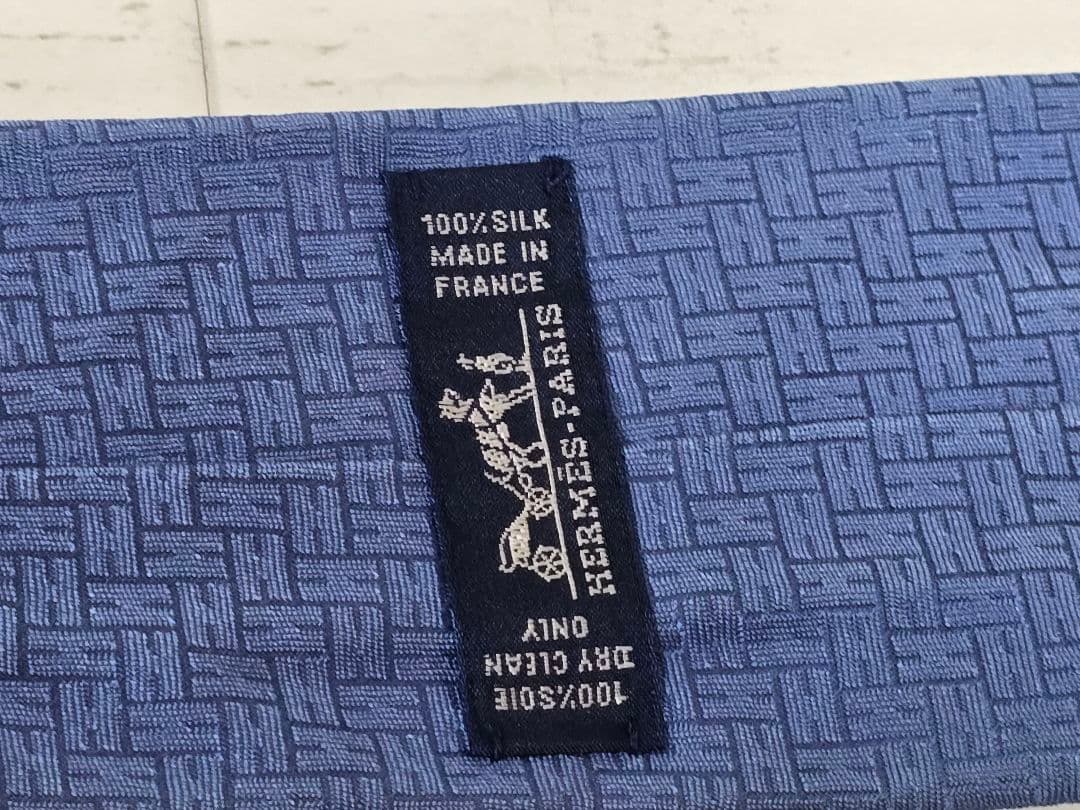 100% SILK
MADE IN
FRANCE
HERMÈS-PARIS
100% SOIE
DRY CLEAN
ONLY